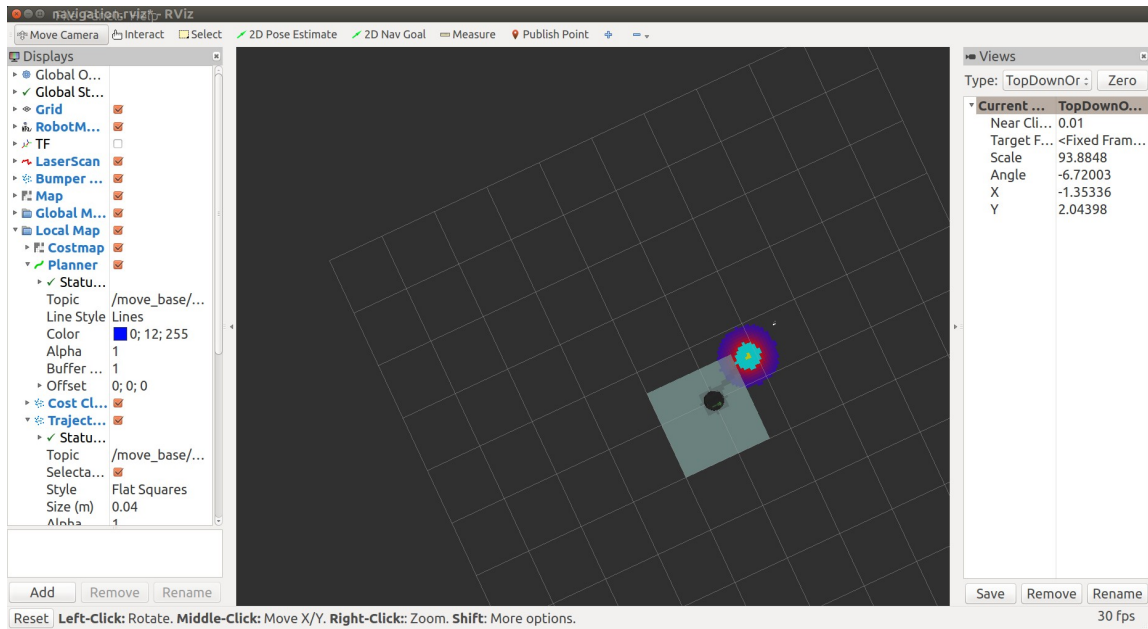 navigation.rviz* - RViz
Move Camera Interact Select 2D Pose Estimate 2D Nav Goal Measure Publish Point
Displays
Global O...
Global St...
Grid
RobotM...
TF
LaserScan
Bumper ...
Map
Global M...
Local Map
Costmap
Planner
Statu...
Topic /move_base/...
Line Style Lines
Color 0; 12; 255
Alpha 1
Buffer ... 1
Offset 0; 0; 0
Cost Cl...
Traject...
Statu...
Topic /move_base/...
Selecta...
Style Flat Squares
Size (m) 0.04
Alpha 1
Add Remove Rename
Views
Type: TopDownOr Zero
Current ... TopDownO...
Near Cli... 0.01
Target F... <Fixed Fram...
Scale 93.8848
Angle -6.72003
X -1.35336
Y 2.04398
Save Remove Rename
Reset Left-Click: Rotate. Middle-Click: Move X/Y. Right-Click:: Zoom. Shift: More options. 30 fps